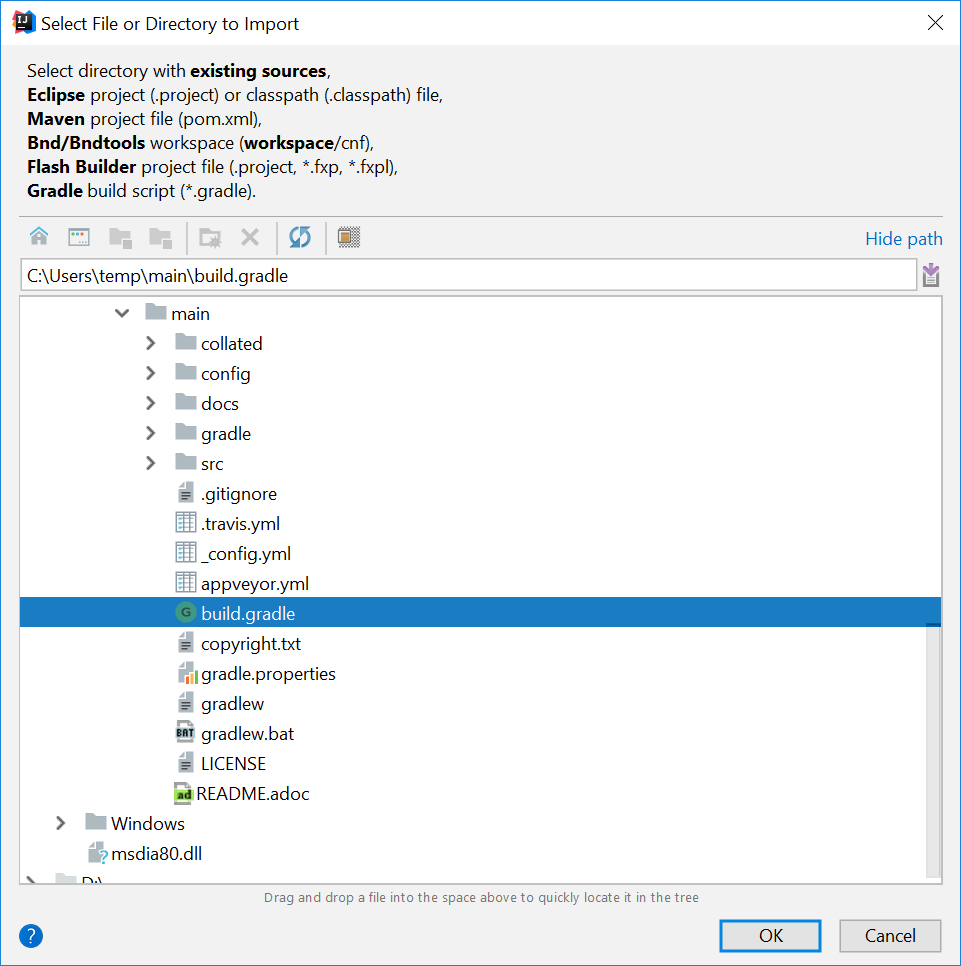 Select File or Directory to Import
Select directory with existing sources,
Eclipse project (.project) or classpath (.classpath) file,
Maven project file (pom.xml),
Bnd/Bndtools workspace (workspace/cnf),
Flash Builder project file (.project, *.fxp, *.fxpl),
Gradle build script (*.gradle).
Hide path
C:\Users\temp\main\build.gradle
main
collated
config
docs
gradle
src
.gitignore
.travis.yml
_config.yml
appveyor.yml
build.gradle
copyright.txt
gradle.properties
gradlew
gradlew.bat
LICENSE
README.adoc
Windows
msdia80.dll
D:\
Drag and drop a file into the space above to quickly locate it in the tree
OK
Cancel